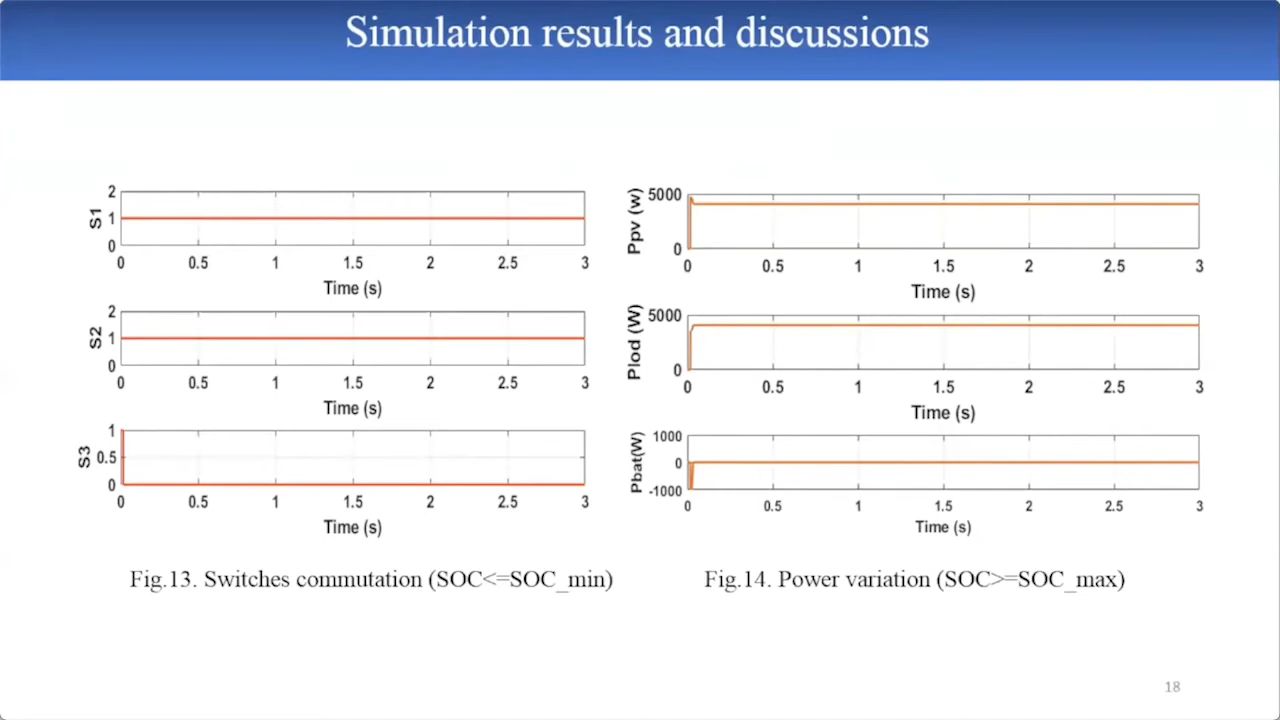 Simulation results and discussions
S1
2
1
0
0 0.5 1 1.5 2 2.5 3
Time (s)
S2
2
1
0
0 0.5 1 1.5 2 2.5 3
Time (s)
S3
1
0.5
0
0 0.5 1 1.5 2 2.5 3
Time (s)
Fig.13. Switches commutation (SOC<=SOC_min)
Ppv (w)
5000
0
0 0.5 1 1.5 2 2.5 3
Time (s)
Plod (W)
5000
0
0 0.5 1 1.5 2 2.5 3
Time (s)
Pbat(W)
1000
0
-1000
0 0.5 1 1.5 2 2.5 3
Time (s)
Fig.14. Power variation (SOC>=SOC_max)
18